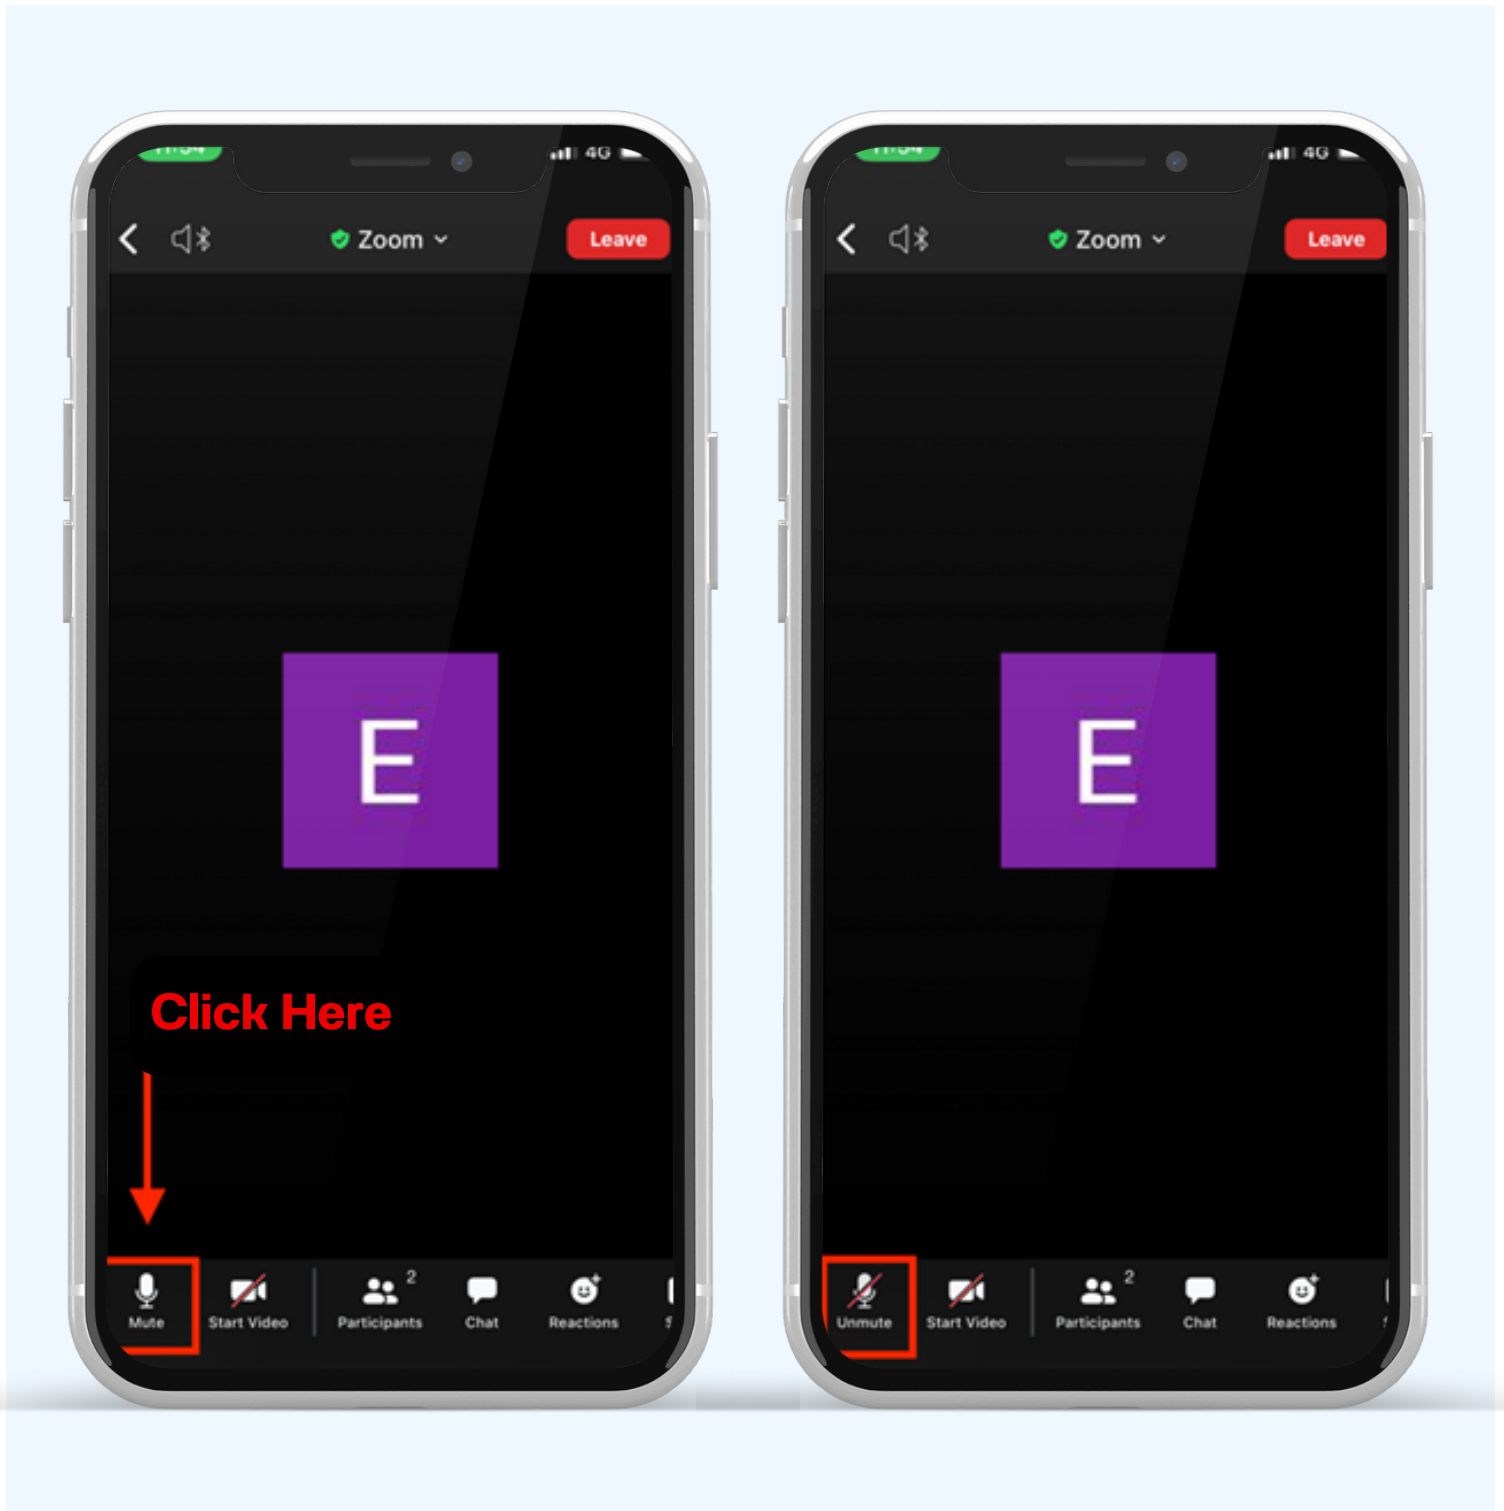 4G
Zoom
Leave
E
Click Here
2
Mute
Start Video
Participants
Chat
Reactions
4G
Zoom
Leave
E
2
Unmute
Start Video
Participants
Chat
Reactions